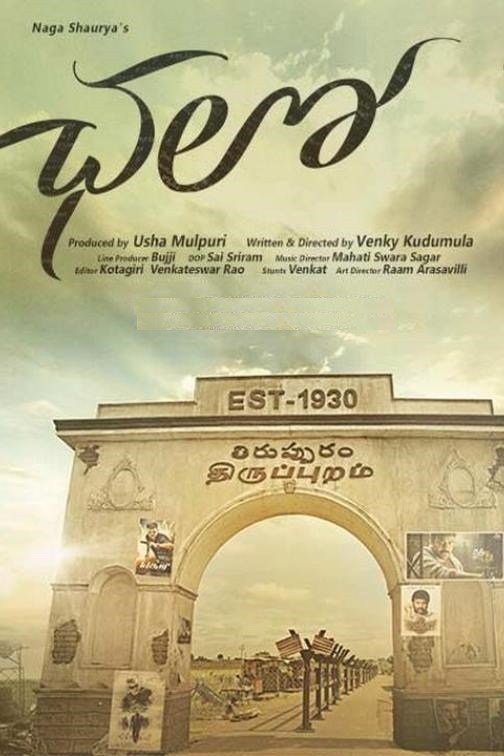 Naga Shaurya's
ఛలో
Produced by Usha Mulpuri Written & Directed by Venky Kudumula
Line Producer Bujji DOP Sai Sriram Music Director Mahati Swara Sagar
Editor Kotagiri Venkateswar Rao Stunts Venkat Art Director Raam Arasavilli
EST-1930
తిరుప్పురం
திருப்புறம்